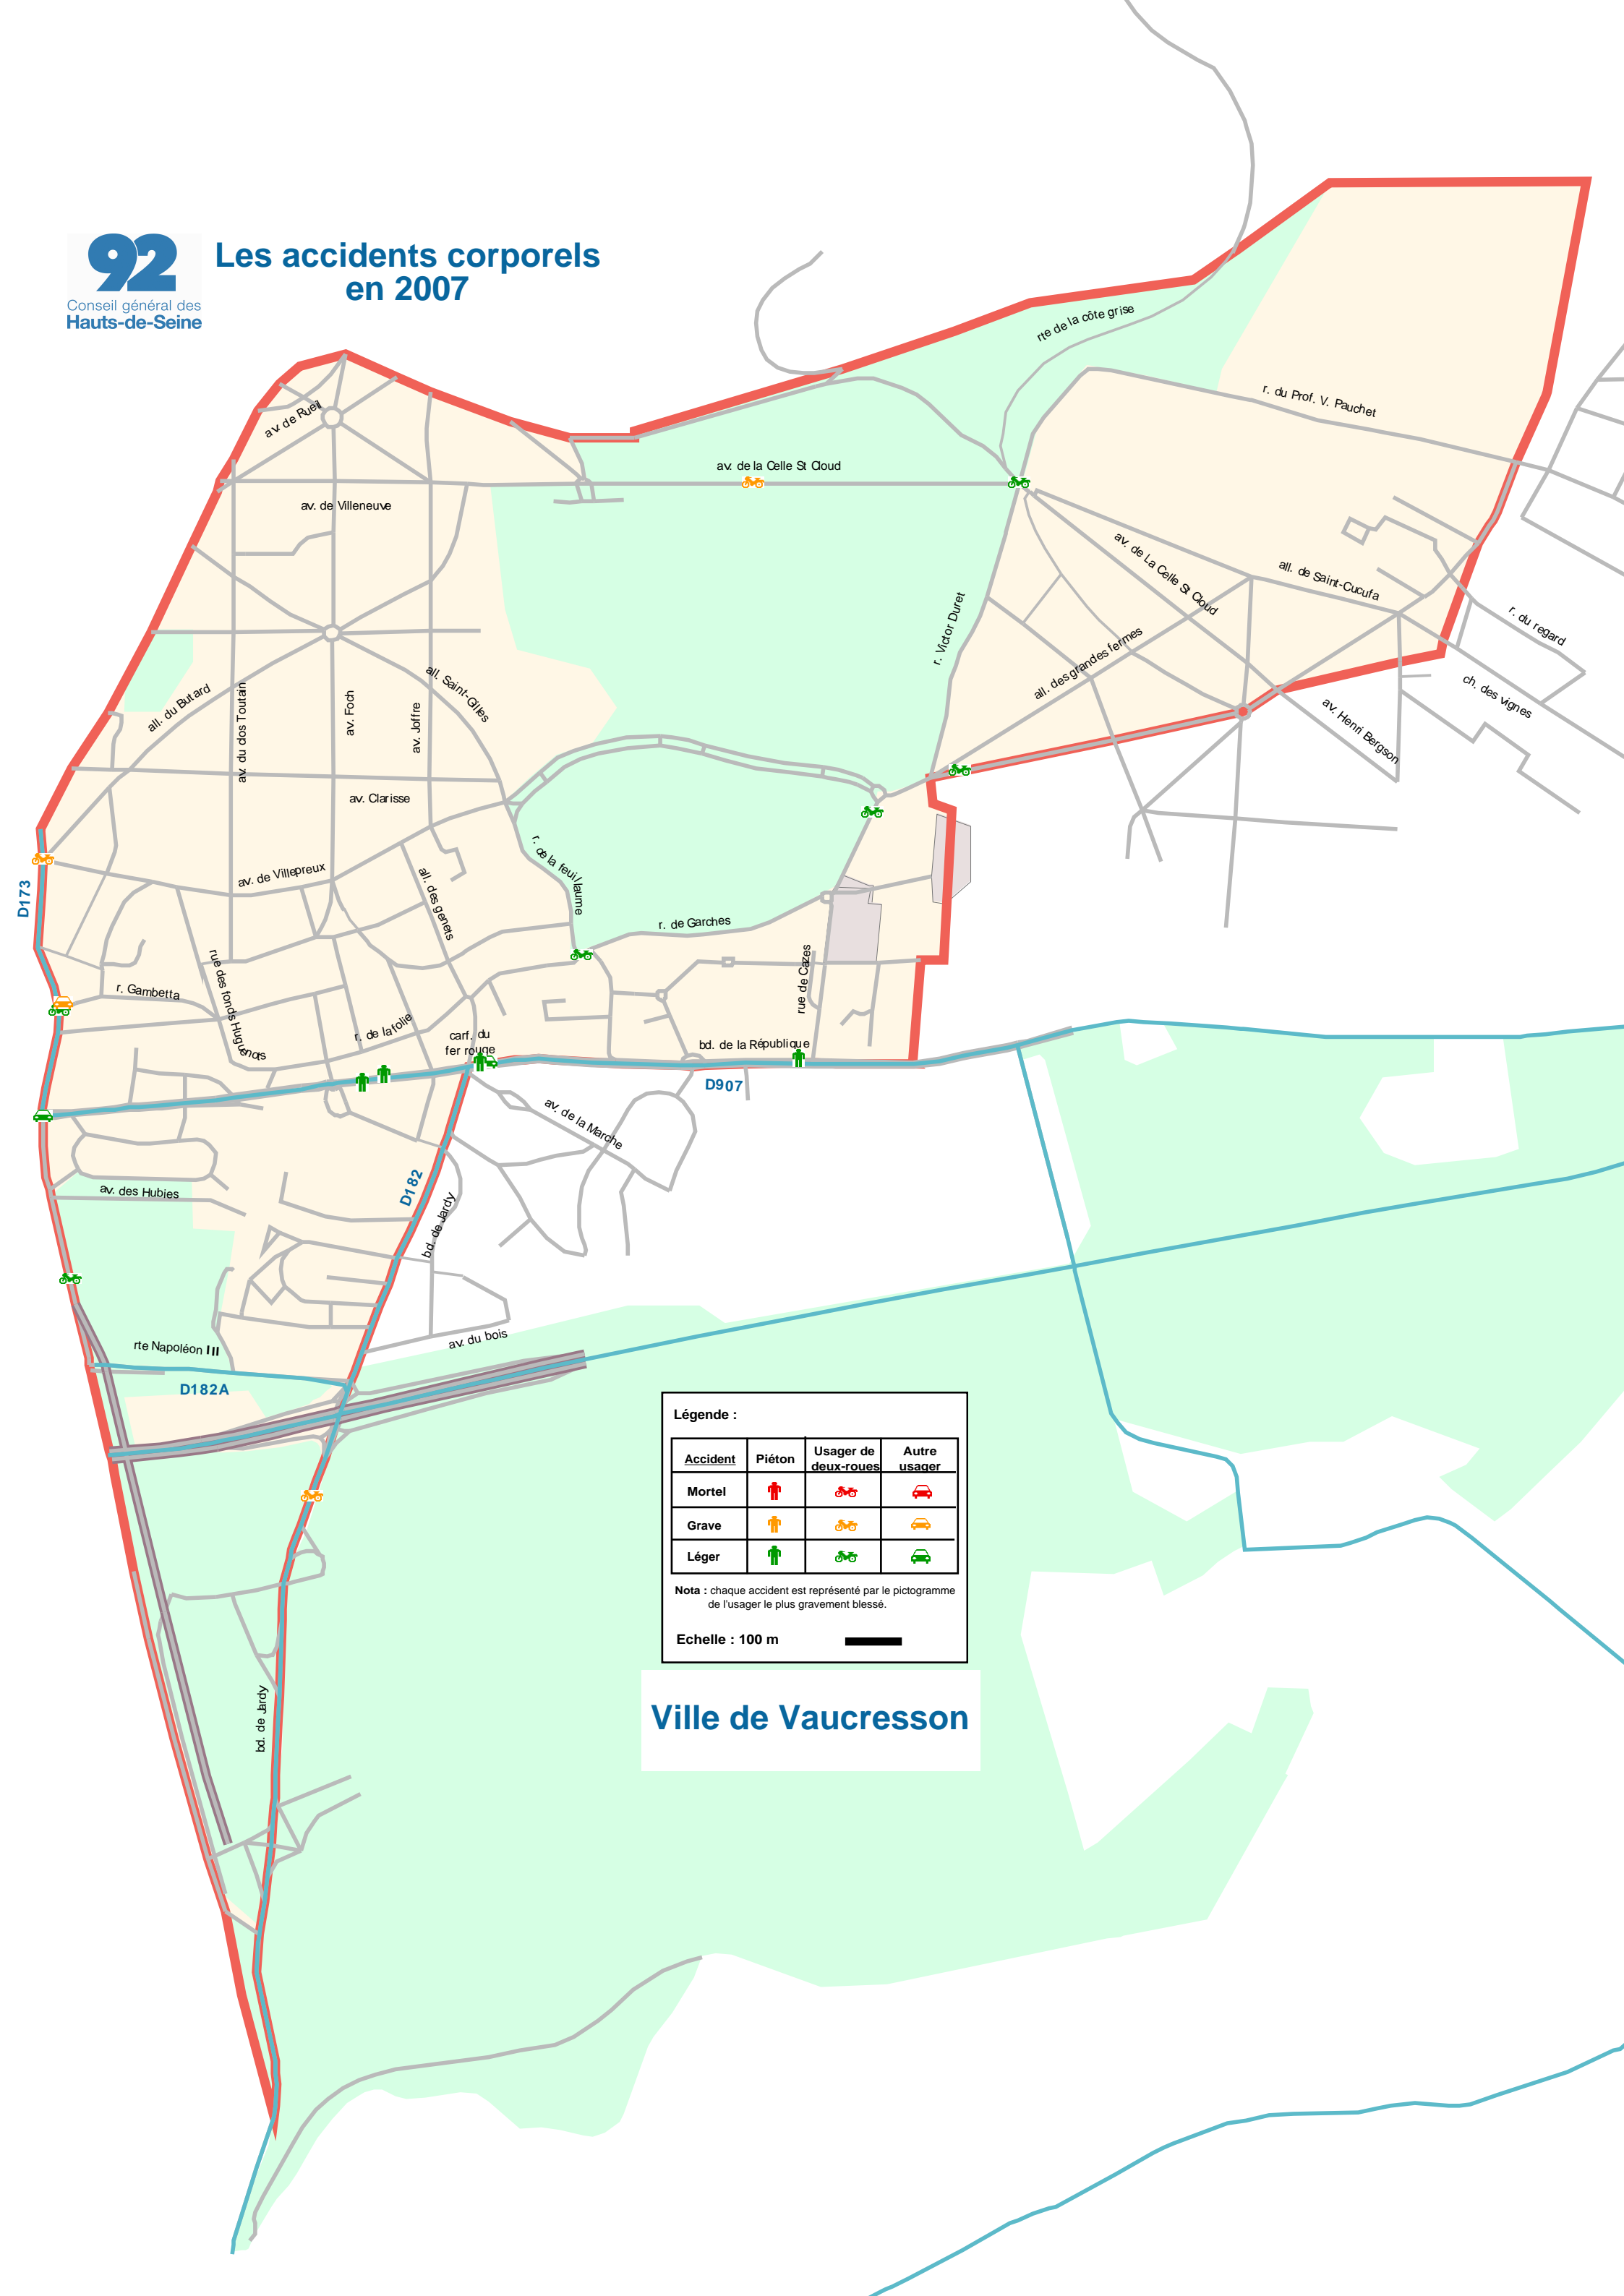 92
Conseil général des
Hauts-de-Seine
Les accidents corporels
en 2007
rte de la côte grise
r. du Prof. V. Pauchet
av. de Rueil
av. de la Celle St Cloud
av. de Villeneuve
av. de La Celle St Cloud
all. de Saint-Cucufa
r. du regard
r. Victor Duret
all. des grandes fermes
ch. des vignes
av. Henri Bergson
all. du Butard
av. du dos Toutain
av. Foch
av. Joffre
all. Saint-Gilles
av. Clarisse
D173
av. de Villepreux
all. des genets
r. de la feuillaume
r. de Garches
rue de Cazes
r. Gambetta
rue des fonds Huguenots
r. de la folie
carf. du
fer rouge
bd. de la République
D907
av. de la Marche
av. des Hubies
D182
bd. de Jardy
rte Napoléon III
av. du bois
D182A
bd. de Jardy
Légende :
Accident
Piéton
Usager de
deux-roues
Autre
usager
Mortel
Grave
Léger
Nota : chaque accident est représenté par le pictogramme
de l'usager le plus gravement blessé.
Echelle : 100 m
Ville de Vaucresson